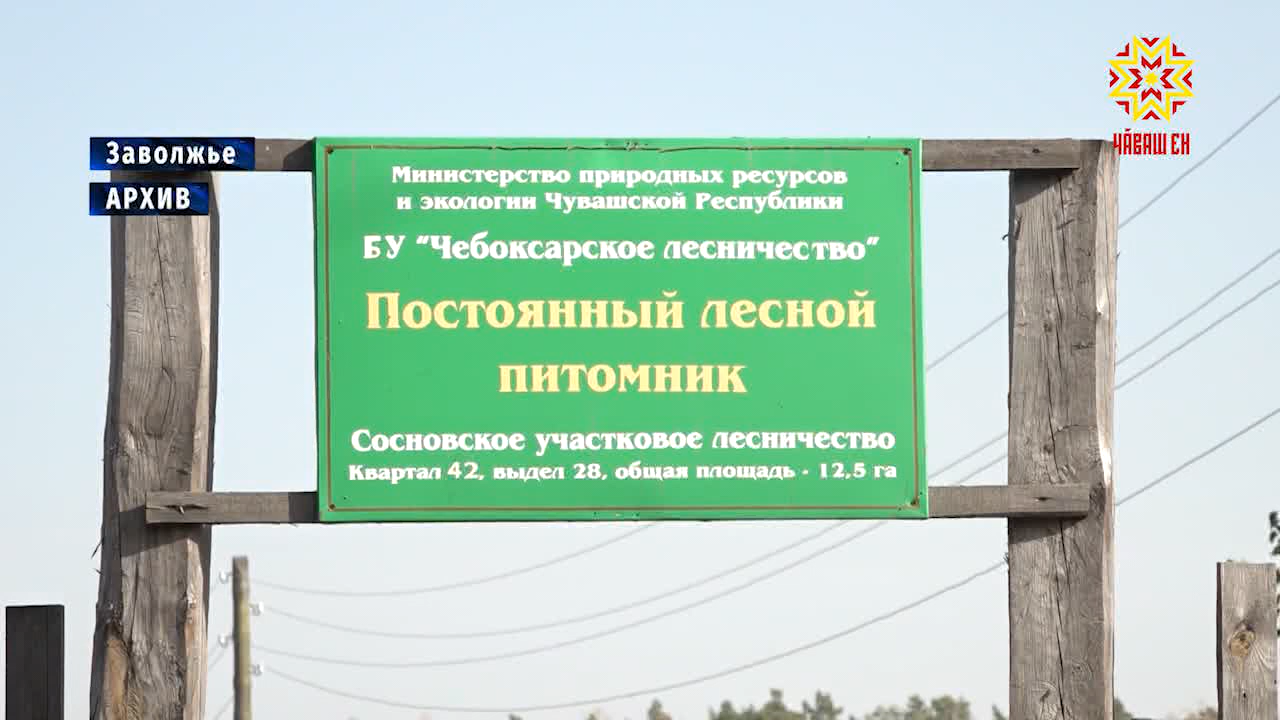 Заволжье
АРХИВ
ЧӐВАШ ЕН
Министерство природных ресурсов
и экологии Чувашской Республики
БУ "Чебоксарское лесничество"
Постоянный лесной
питомник
Сосновское участковое лесничество
Квартал 42, выдел 28, общая площадь - 12,5 га